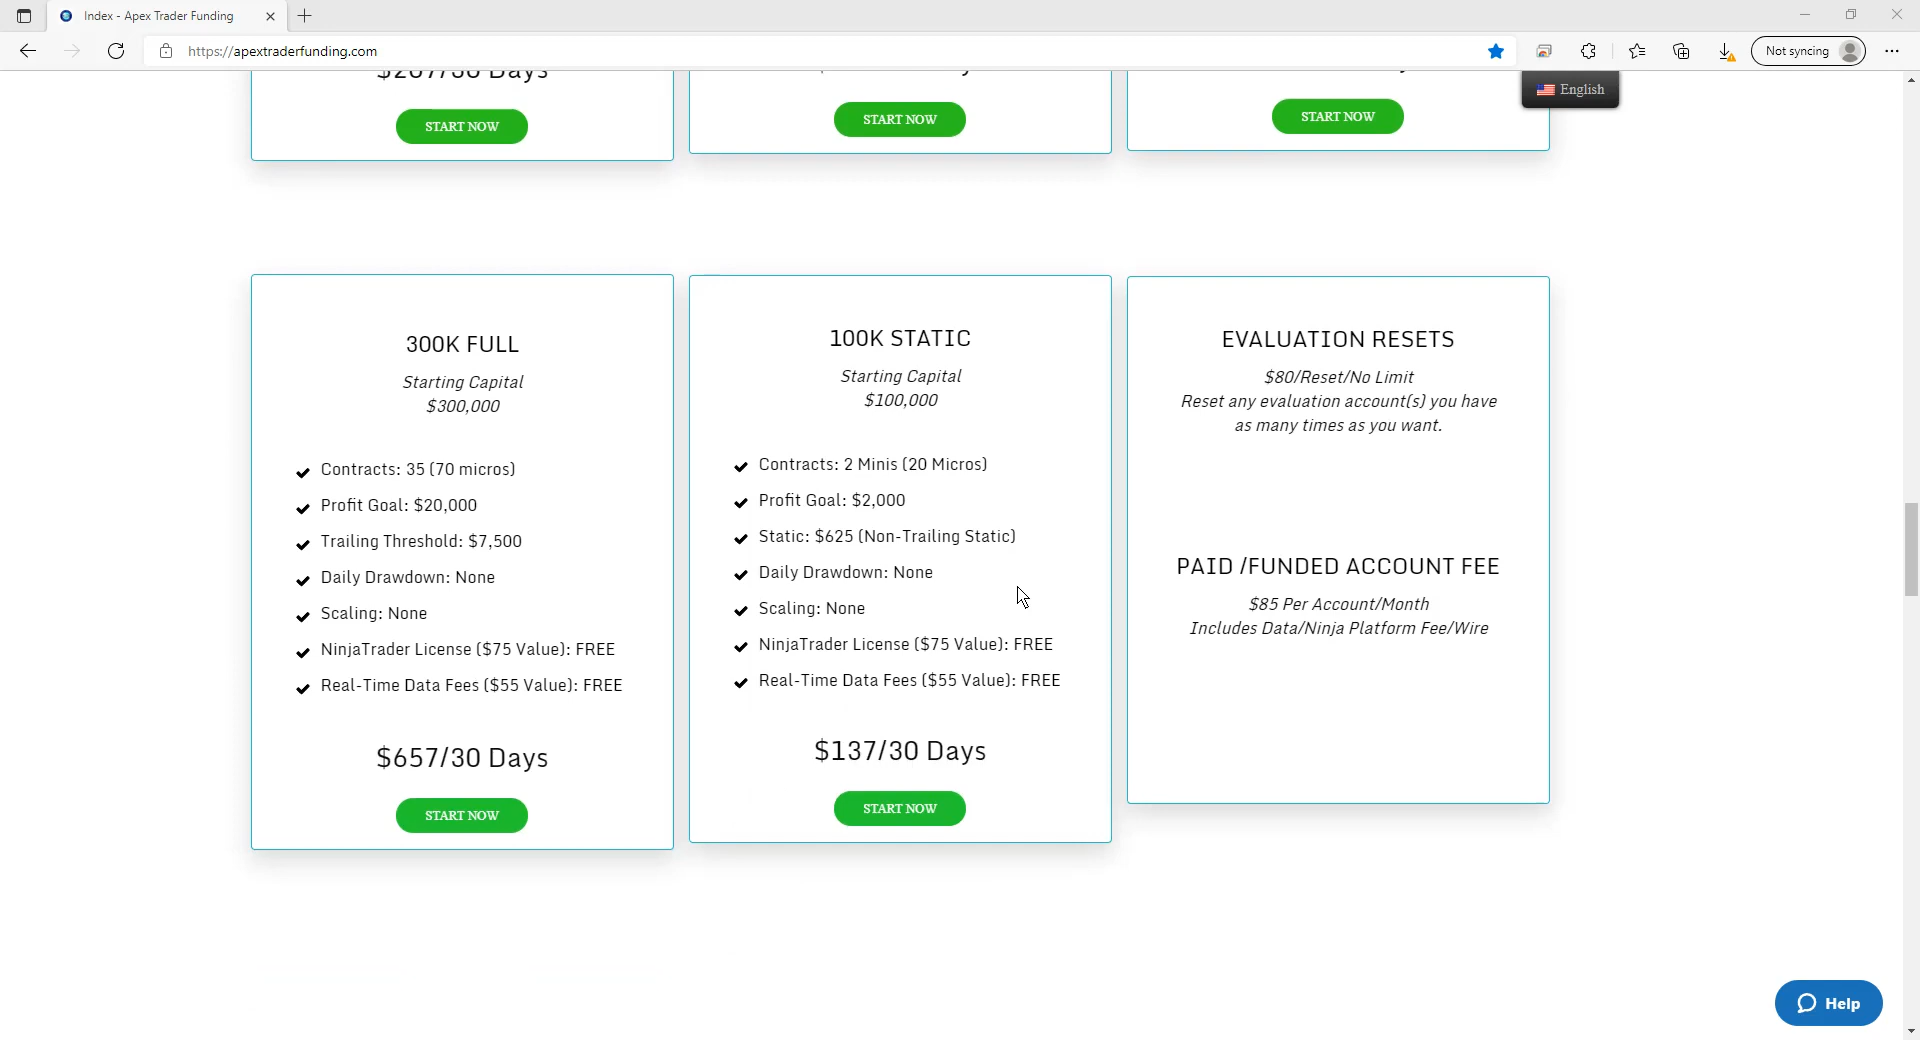 Index - Apex Trader Funding
https://apextraderfunding.com
Not syncing
English
$267/30 Days
START NOW
START NOW
START NOW
300K FULL
Starting Capital
$300,000
Contracts: 35 (70 micros)
Profit Goal: $20,000
Trailing Threshold: $7,500
Daily Drawdown: None
Scaling: None
NinjaTrader License ($75 Value): FREE
Real-Time Data Fees ($55 Value): FREE
$657/30 Days
START NOW
100K STATIC
Starting Capital
$100,000
Contracts: 2 Minis (20 Micros)
Profit Goal: $2,000
Static: $625 (Non-Trailing Static)
Daily Drawdown: None
Scaling: None
NinjaTrader License ($75 Value): FREE
Real-Time Data Fees ($55 Value): FREE
$137/30 Days
START NOW
EVALUATION RESETS
$80/Reset/No Limit
Reset any evaluation account(s) you have
as many times as you want.
PAID /FUNDED ACCOUNT FEE
$85 Per Account/Month
Includes Data/Ninja Platform Fee/Wire
Help